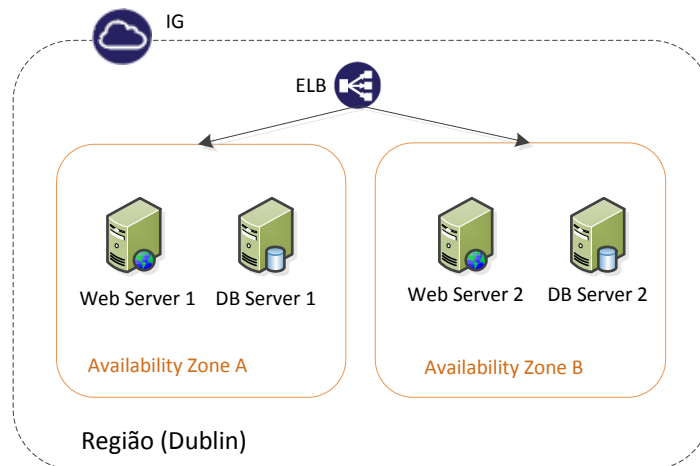 IG
ELB
Web Server 1
DB Server 1
Web Server 2
DB Server 2
Availability Zone A
Availability Zone B
Região (Dublin)